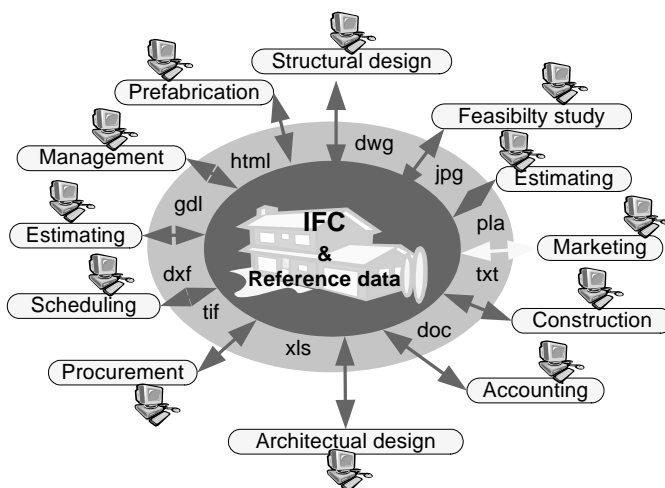 Structural design
Prefabrication
Feasibilty study
Management
Estimating
Estimating
Marketing
Scheduling
Construction
Procurement
Accounting
Architectual design
dwg
html
jpg
gdl
pla
dxf
txt
tif
doc
xls
IFC
&
Reference data